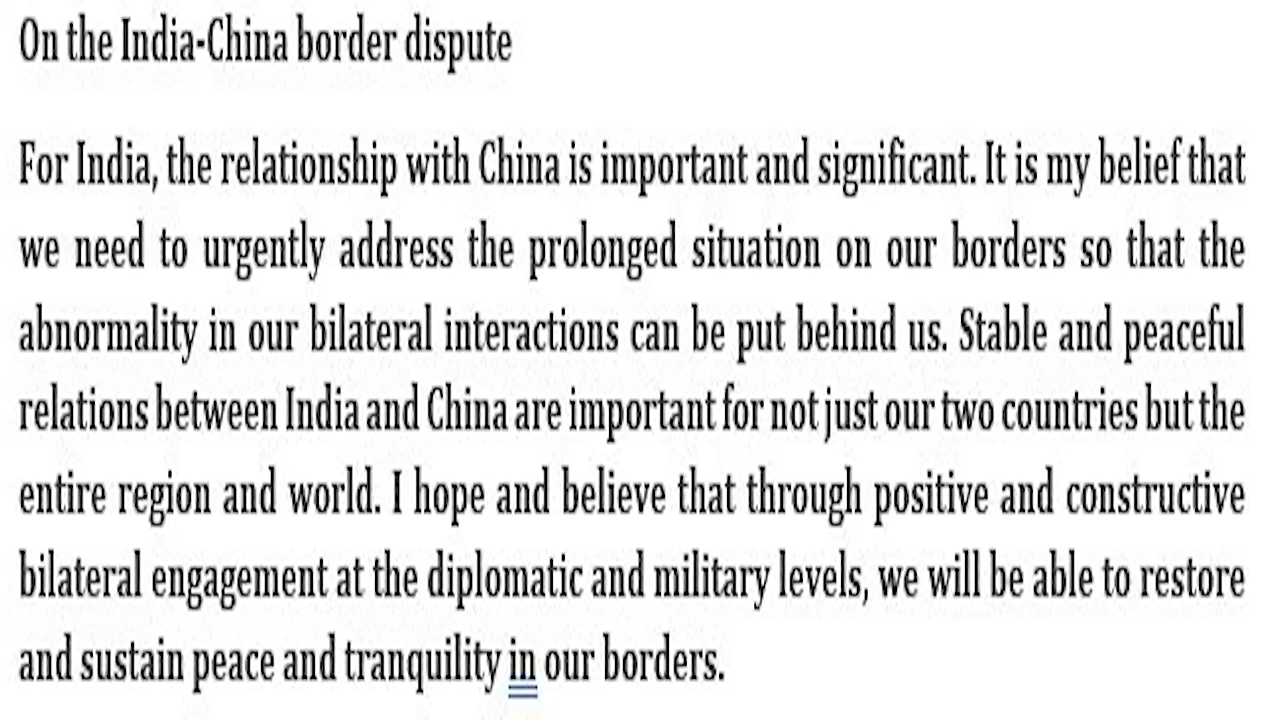 On the India-China border dispute
For India, the relationship with China is important and significant. It is my belief that
we need to urgently address the prolonged situation on our borders so that the
abnormality in our bilateral interactions can be put behind us. Stable and peaceful
relations between India and China are important for not just our two countries but the
entire region and world. I hope and believe that through positive and constructive
bilateral engagement at the diplomatic and military levels, we will be able to restore
and sustain peace and tranquility in our borders.